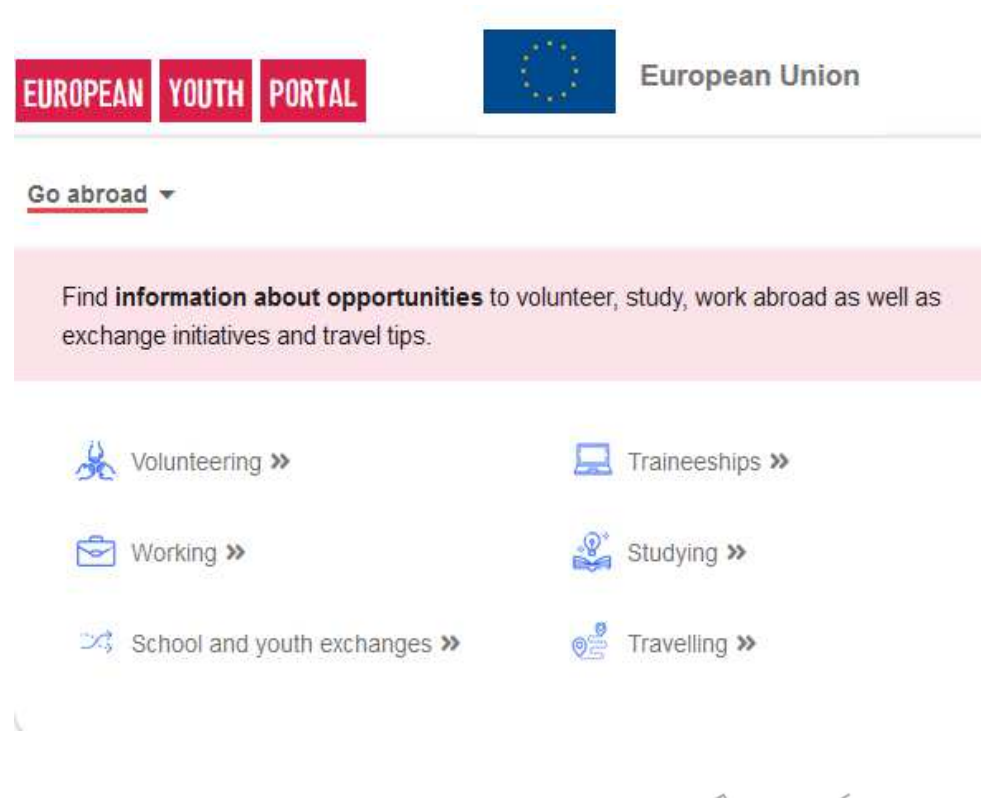 EUROPEAN YOUTH PORTAL
European Union
Go abroad
Find information about opportunities to volunteer, study, work abroad as well as
exchange initiatives and travel tips.
Volunteering »
Traineeships »
Working »
Studying »
School and youth exchanges »
Travelling »